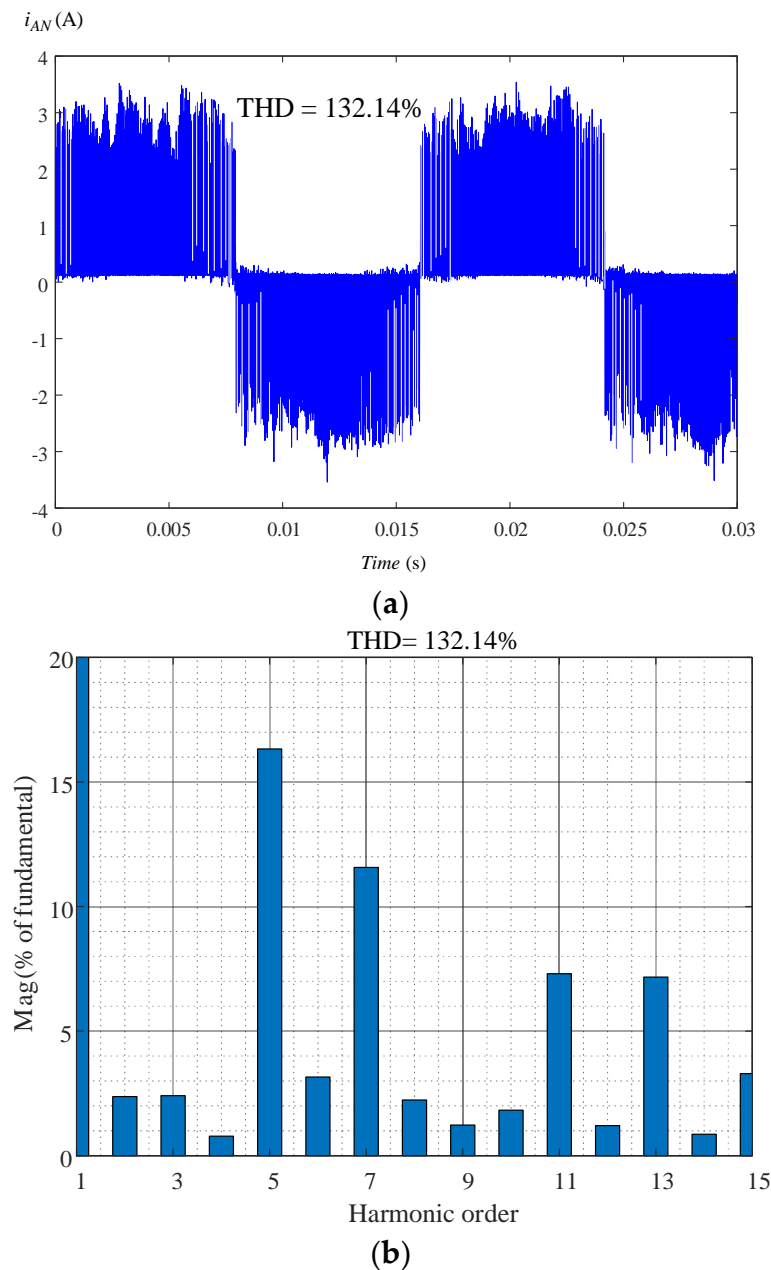 i_AN (A)
4
3
2
1
0
-1
-2
-3
-4
THD = 132.14%
0 0.005 0.01 0.015 0.02 0.025 0.03
Time (s)
(a)
THD= 132.14%
20
15
10
5
0
Mag(% of fundamental)
1 3 5 7 9 11 13 15
Harmonic order
(b)